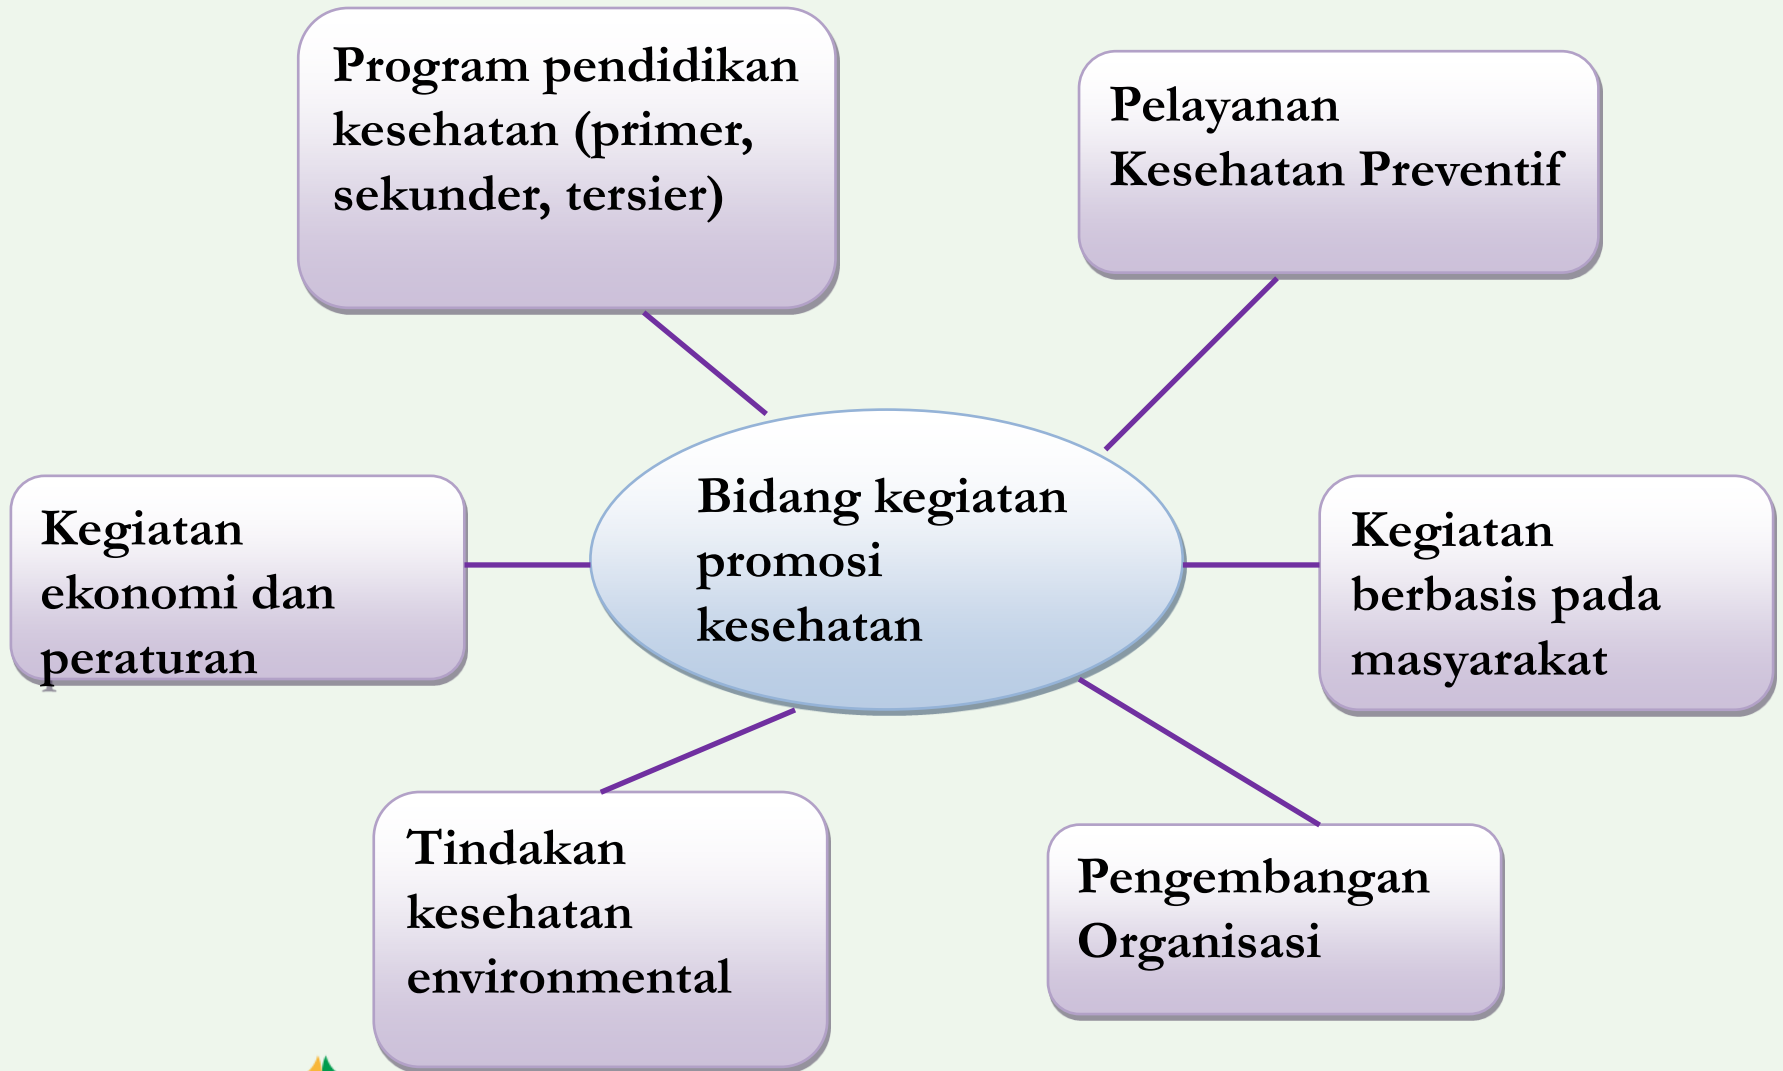 Program pendidikan
kesehatan (primer,
sekunder, tersier)
Pelayanan
Kesehatan Preventif
Kegiatan
ekonomi dan
peraturan
Bidang kegiatan
promosi
kesehatan
Kegiatan
berbasis pada
masyarakat
Tindakan
kesehatan
environmental
Pengembangan
Organisasi